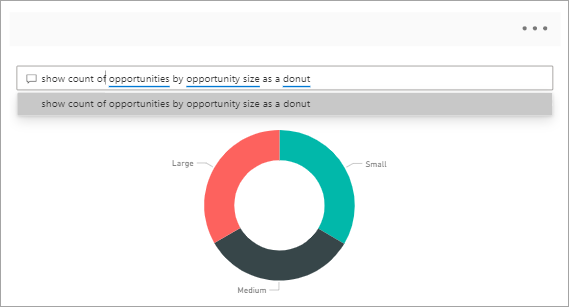 show count of opportunities by opportunity size as a donut
show count of opportunities by opportunity size as a donut
Large
Small
Medium